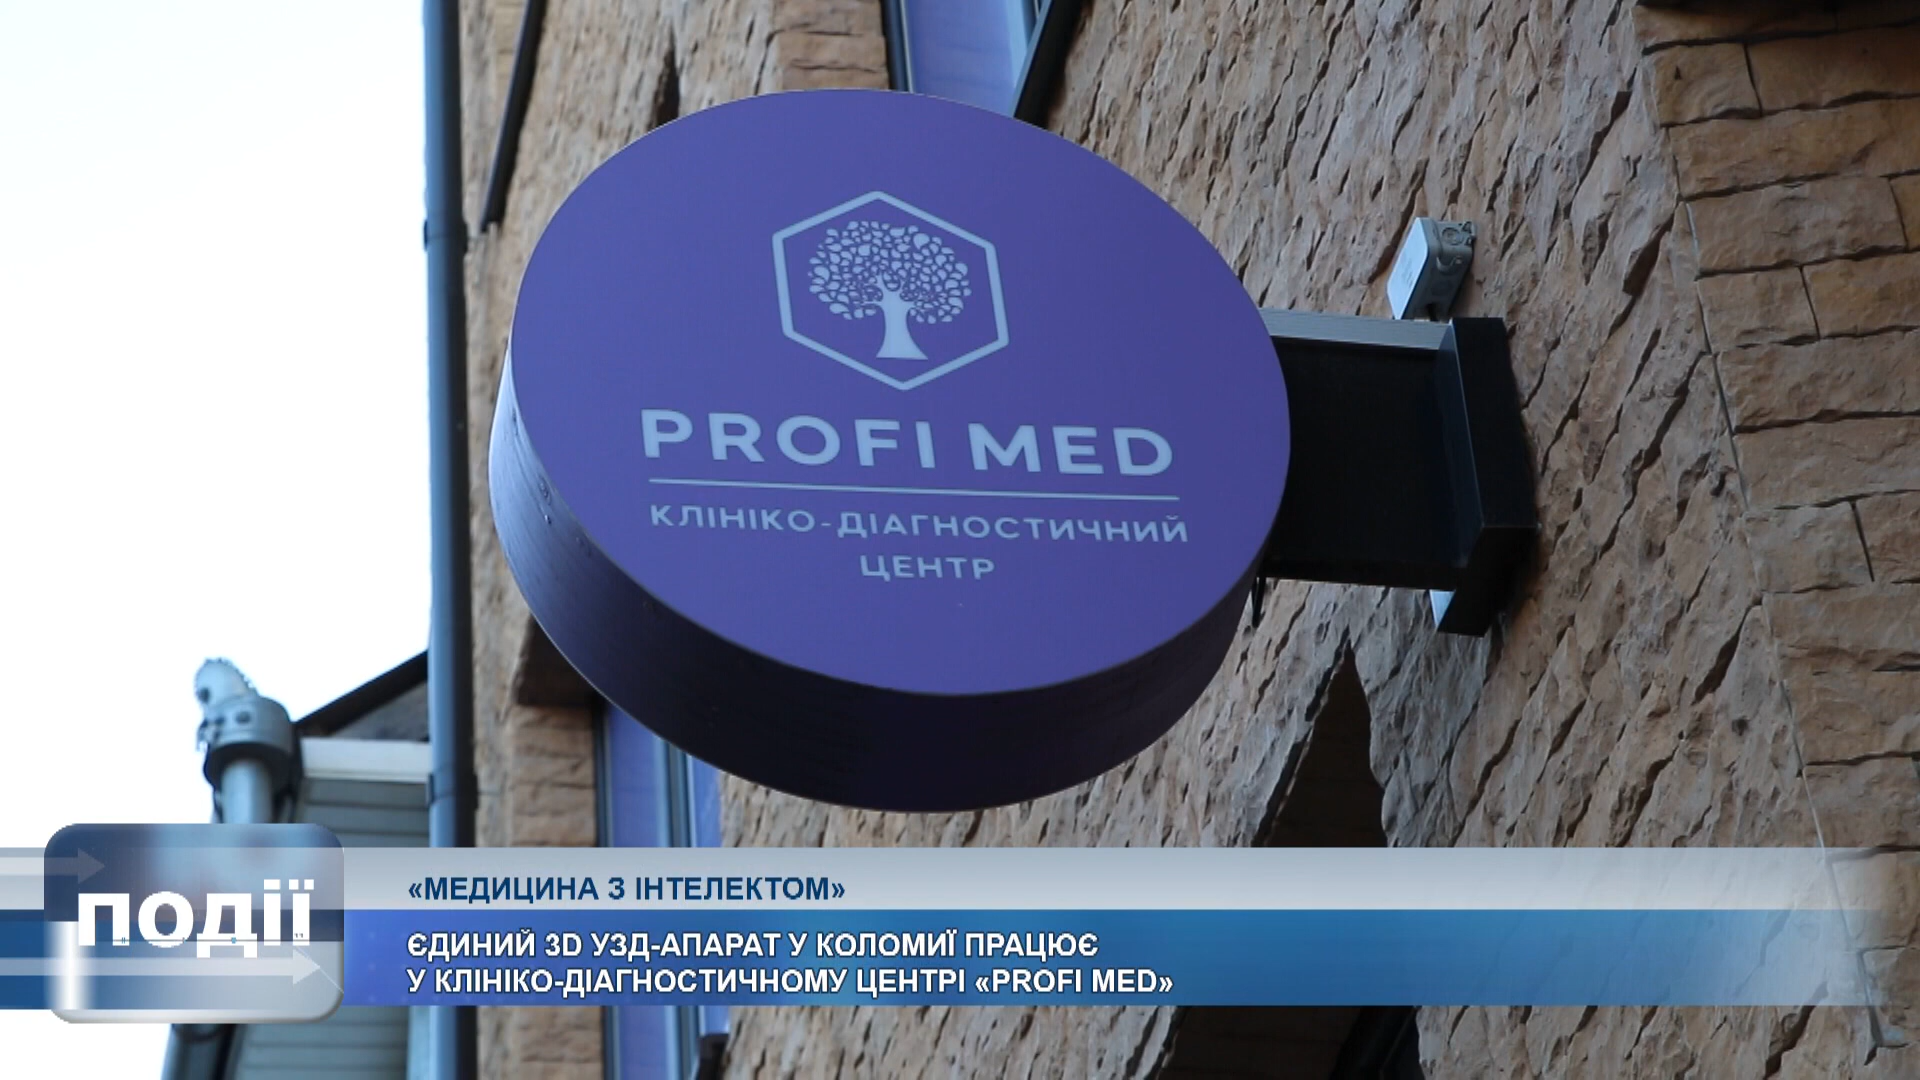 PROFI MED
КЛІНІКО-ДІАГНОСТИЧНИЙ
ЦЕНТР
події
«МЕДИЦИНА З ІНТЕЛЕКТОМ»
ЄДИНИЙ 3D УЗД-АПАРАТ У КОЛОМИЇ ПРАЦЮЄ
У КЛІНІКО-ДІАГНОСТИЧНОМУ ЦЕНТРІ «PROFI MED»